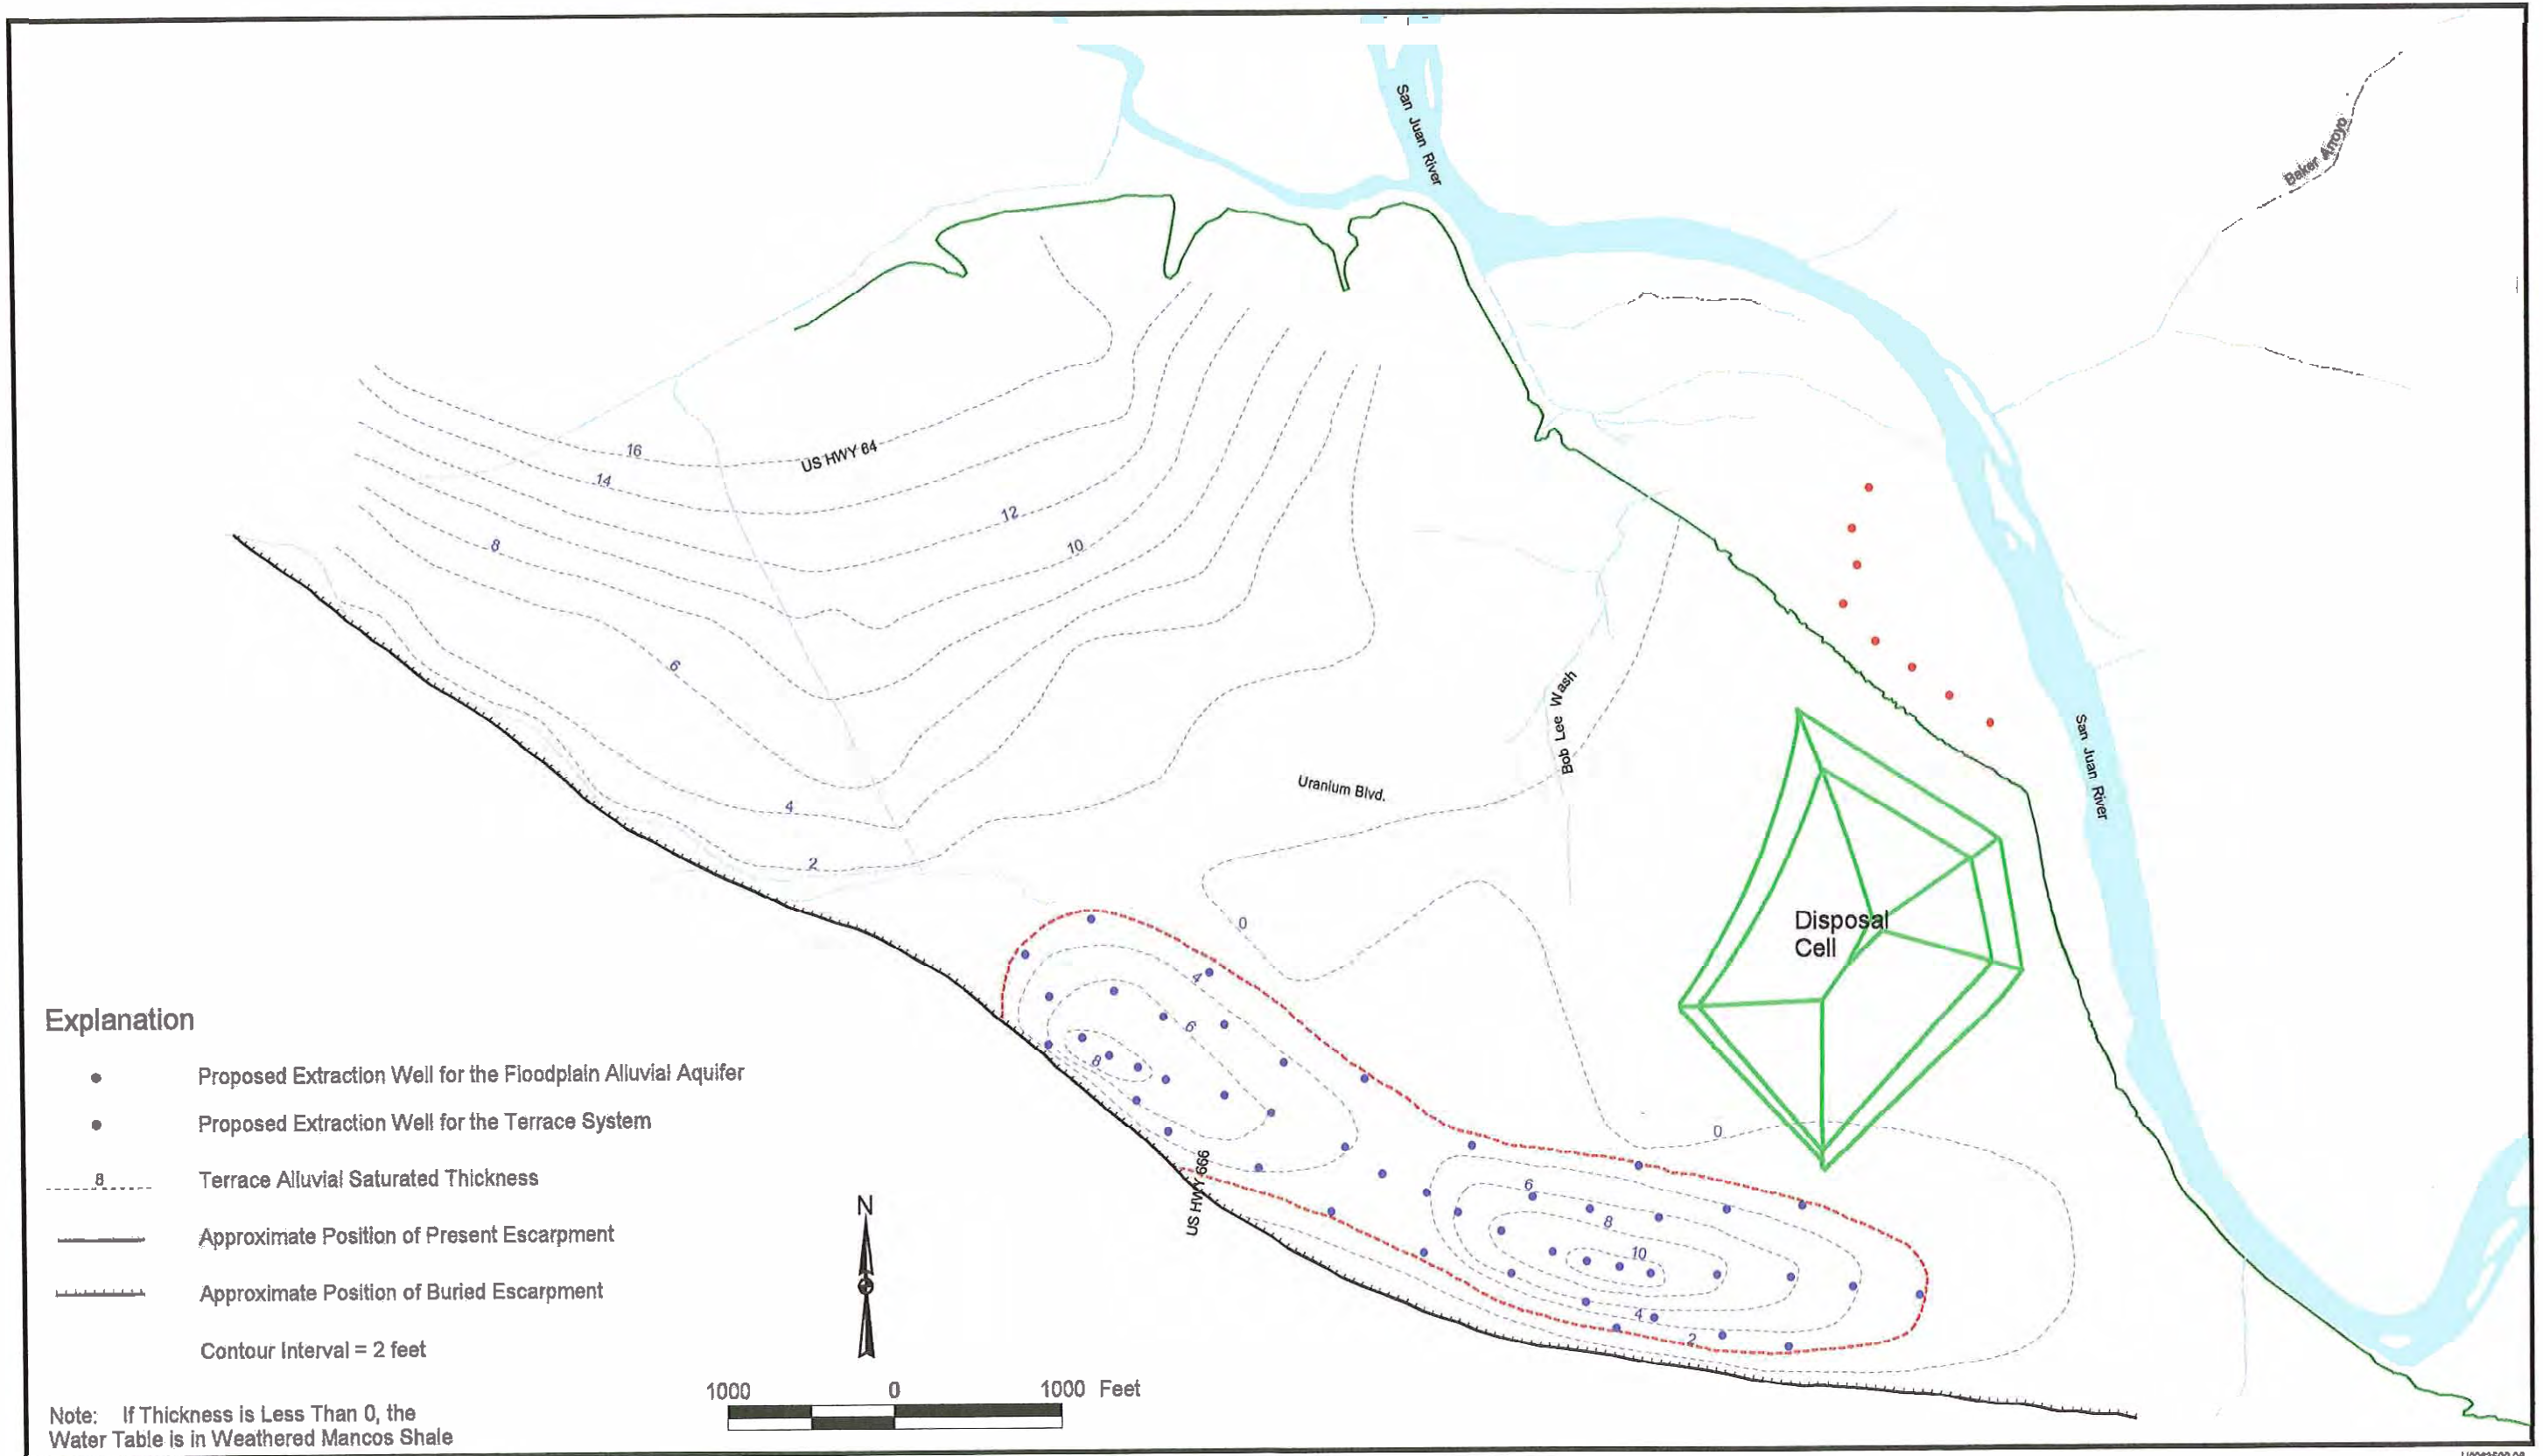 San Juan River
Baker Arroyo
16
US HWY 64
14
12
8
10
6
Bob Lee Wash
San Juan River
Uranium Blvd.
4
2
0
Disposal
Cell
4
6
8
0
US HWY 666
6
8
10
4
2
Explanation
Proposed Extraction Well for the Floodplain Alluvial Aquifer
Proposed Extraction Well for the Terrace System
8
Terrace Alluvial Saturated Thickness
Approximate Position of Present Escarpment
Approximate Position of Buried Escarpment
Contour Interval = 2 feet
Note: If Thickness is Less Than 0, the
Water Table is in Weathered Mancos Shale
N
1000 0 1000 Feet